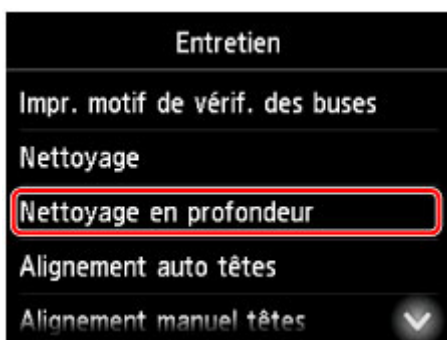 Entretien
Impr. motif de vérif. des buses
Nettoyage
Nettoyage en profondeur
Alignement auto têtes
Alignement manuel têtes